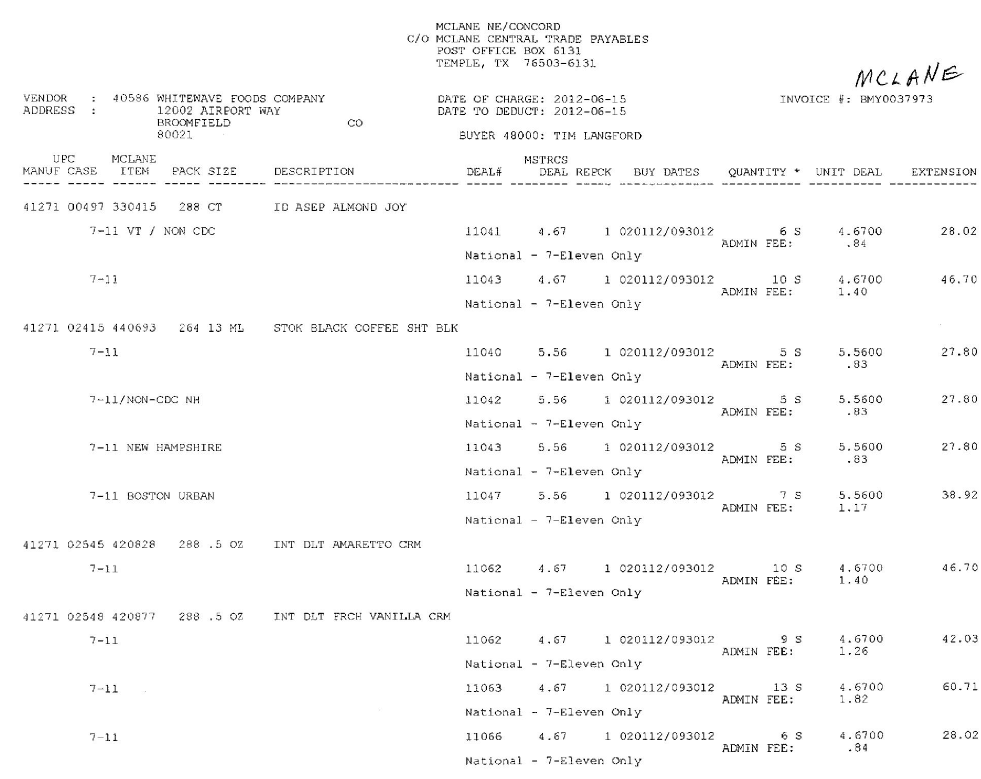 MCLANE NE/CONCORD
C/O MCLANE CENTRAL TRADE PAYABLES
POST OFFICE BOX 6131
TEMPLE, TX 76503-6131
MCLANE
VENDOR : 40586 WHITEWAVE FOODS COMPANY DATE OF CHARGE: 2012-06-15 INVOICE #: BMY0037973
ADDRESS : 12002 AIRPORT WAY DATE TO DEDUCT: 2012-06-15
BROOMFIELD CO
80021 BUYER 48000: TIM LANGFORD
UPC MCLANE MSTRCS
MANUF CASE ITEM PACK SIZE DESCRIPTION DEAL# DEAL REPCK BUY DATES QUANTITY * UNIT DEAL EXTENSION
41271 00497 330415 288 CT ID ASEP ALMOND JOY
7-11 VT / NON CDC 11041 4.67 1 020112/093012 6 S 4.6700 28.02
ADMIN FEE: .84
National - 7-Eleven Only
7-11 11043 4.67 1 020112/093012 10 S 4.6700 46.70
ADMIN FEE: 1.40
National - 7-Eleven Only
41271 02415 440693 264 13 ML STOK BLACK COFFEE SHT BLK
7-11 11040 5.56 1 020112/093012 5 S 5.5600 27.80
ADMIN FEE: .83
National - 7-Eleven Only
7-11/NON-CDC NH 11042 5.56 1 020112/093012 5 S 5.5600 27.80
ADMIN FEE: .83
National - 7-Eleven Only
7-11 NEW HAMPSHIRE 11043 5.56 1 020112/093012 5 S 5.5600 27.80
ADMIN FEE: .83
National - 7-Eleven Only
7-11 BOSTON URBAN 11047 5.56 1 020112/093012 7 S 5.5600 38.92
ADMIN FEE: 1.17
National - 7-Eleven Only
41271 02545 420828 288 .5 OZ INT DLT AMARETTO CRM
7-11 11062 4.67 1 020112/093012 10 S 4.6700 46.70
ADMIN FEE: 1.40
National - 7-Eleven Only
41271 02548 420877 288 .5 OZ INT DLT FRCH VANILLA CRM
7-11 11062 4.67 1 020112/093012 9 S 4.6700 42.03
ADMIN FEE: 1.26
National - 7-Eleven Only
7-11 11063 4.67 1 020112/093012 13 S 4.6700 60.71
ADMIN FEE: 1.82
National - 7-Eleven Only
7-11 11066 4.67 1 020112/093012 6 S 4.6700 28.02
ADMIN FEE: .84
National - 7-Eleven Only